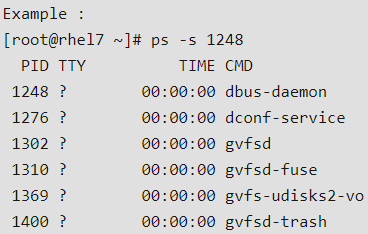 Example :
[root@rhel7 ~]# ps -s 1248
  PID TTY          TIME CMD
 1248 ?        00:00:00 dbus-daemon
 1276 ?        00:00:00 dconf-service
 1302 ?        00:00:00 gvfsd
 1310 ?        00:00:00 gvfsd-fuse
 1369 ?        00:00:00 gvfs-udisks2-vo
 1400 ?        00:00:00 gvfsd-trash